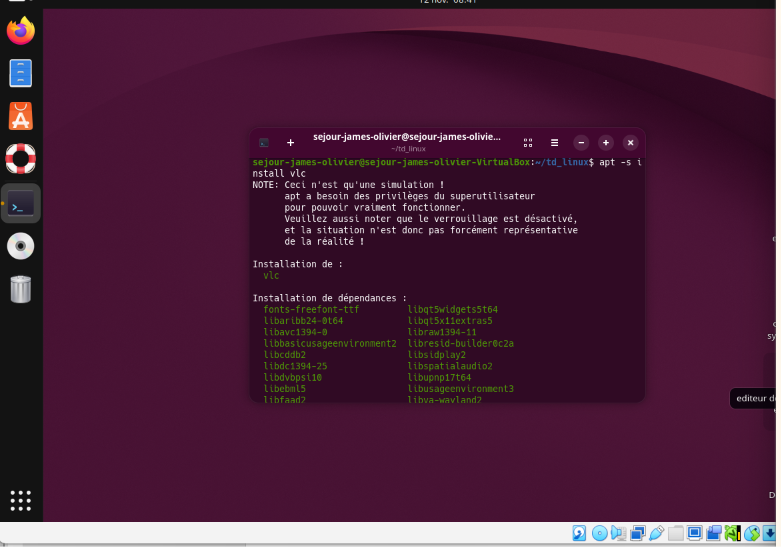 12 nov. 08:41
sejour-james-olivier@sejour-james-olivie...
~/td_linux
sejour-james-olivier@sejour-james-olivier-VirtualBox:~/td_linux$ apt -s i
nstall vlc
NOTE: Ceci n'est qu'une simulation !
apt a besoin des privilèges du superutilisateur
pour pouvoir vraiment fonctionner.
Veuillez aussi noter que le verrouillage est désactivé,
et la situation n'est donc pas forcément représentative
de la réalité !
Installation de :
vlc
Installation de dépendances :
fonts-freefont-ttf libqt5widgets5t64
libaribb24-0t64 libqt5x11extras5
libavc1394-0 libraw1394-11
libbasicusageenvironment2 libresid-builder0c2a
libcddb2 libsidplay2
libdc1394-25 libspatialaudio2
libdvbpsi10 libupnp17t64
libebml5 libusageenvironment3
libfaad2 libva-wayland2
sy
editeur de
D